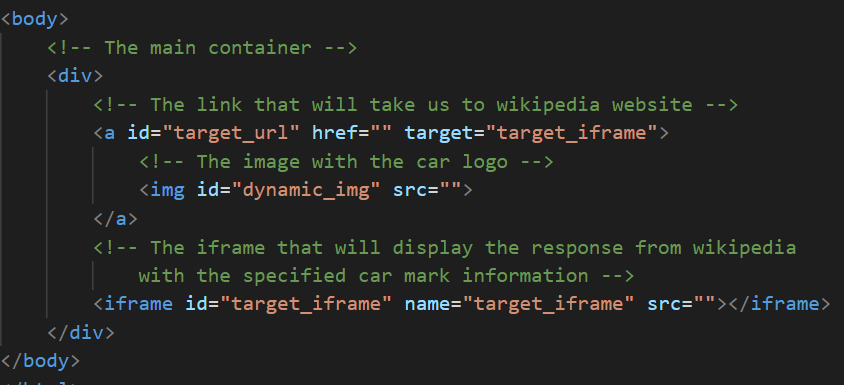 <body>
<!-- The main container -->
<div>
<!-- The link that will take us to wikipedia website -->
<a id="target_url" href="" target="target_iframe">
<!-- The image with the car logo -->
<img id="dynamic_img" src="">
</a>
<!-- The iframe that will display the response from wikipedia
with the specified car mark information -->
<iframe id="target_iframe" name="target_iframe" src=""></iframe>
</div>
</body>